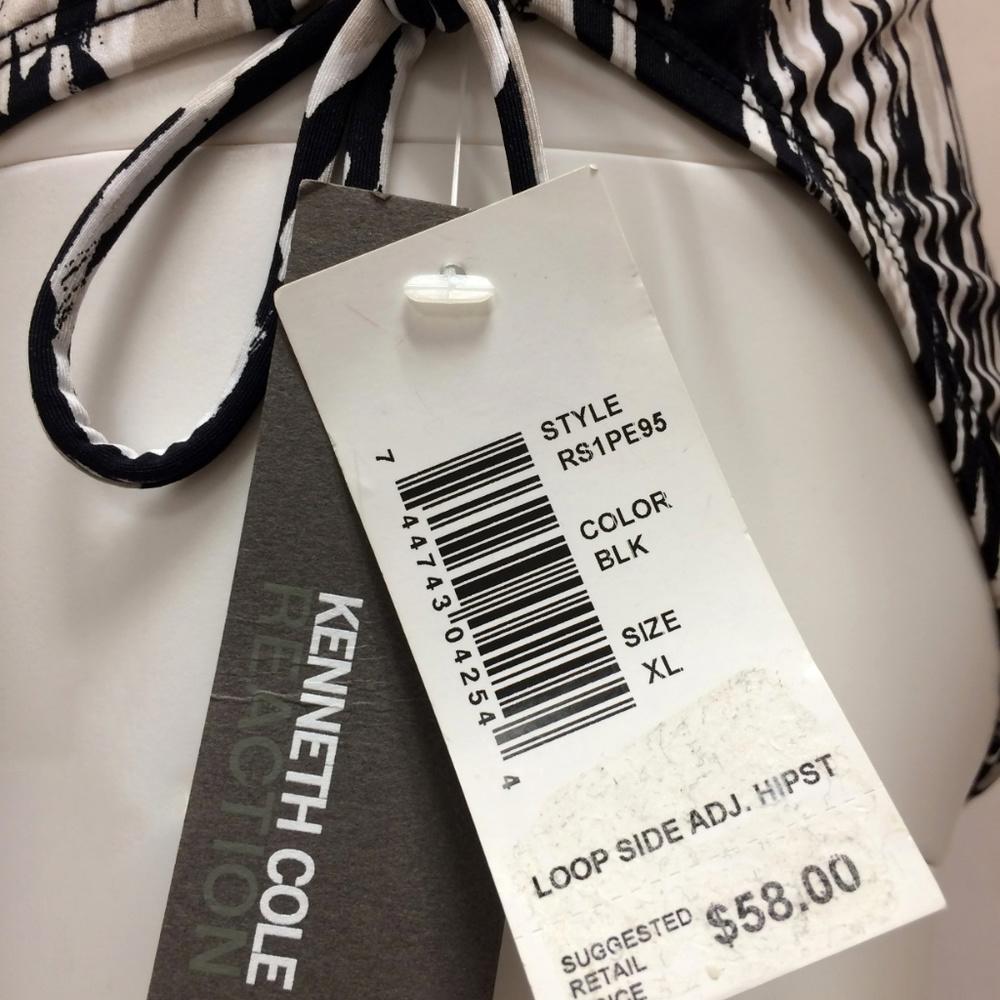 STYLE
RS1PE95
COLOR
BLK
SIZE
XL
7 44743 04254 4
LOOP SIDE ADJ. HIPST
SUGGESTED
RETAIL
$58.00
KENNETH COLE
REACTION